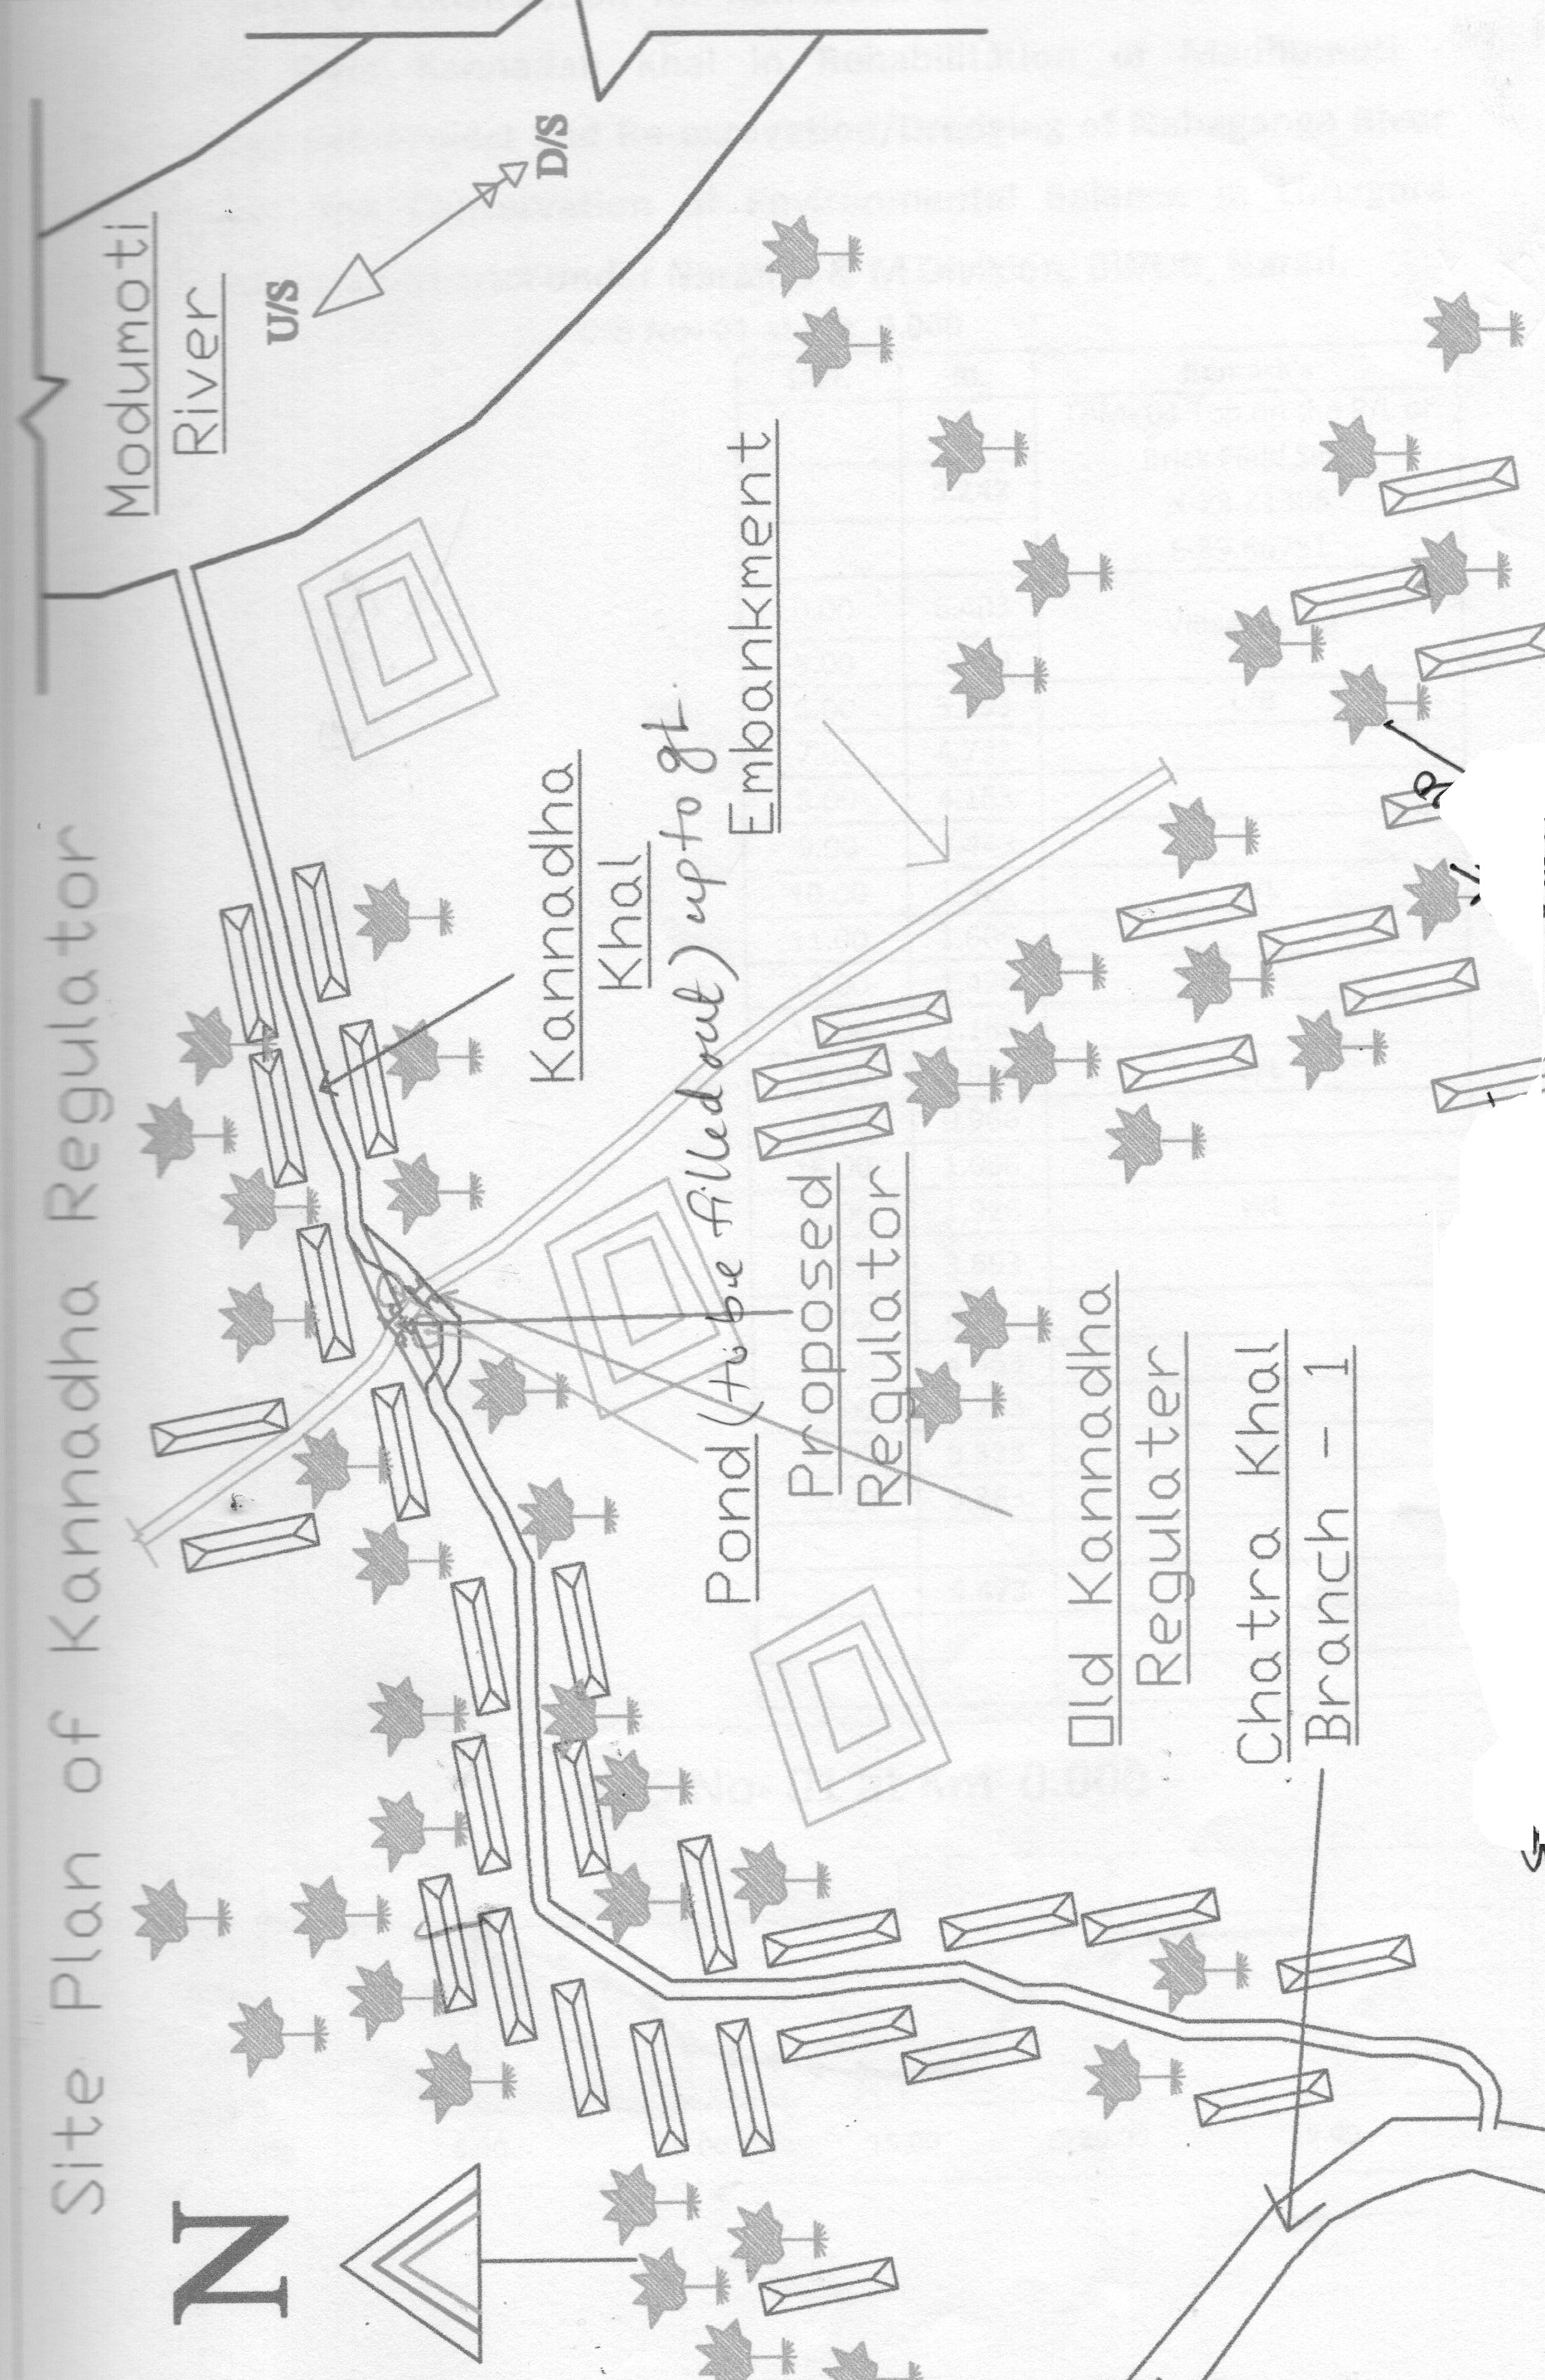 Site Plan of Kannadha Regulator
Modumoti
River
U/S
D/S
Kannadha
Khal
Embankment
Pond (to be filled out) up to gL
Proposed
Regulator
Old Kannadha
Regulater
Chatra Khal
Branch - 1
N
R